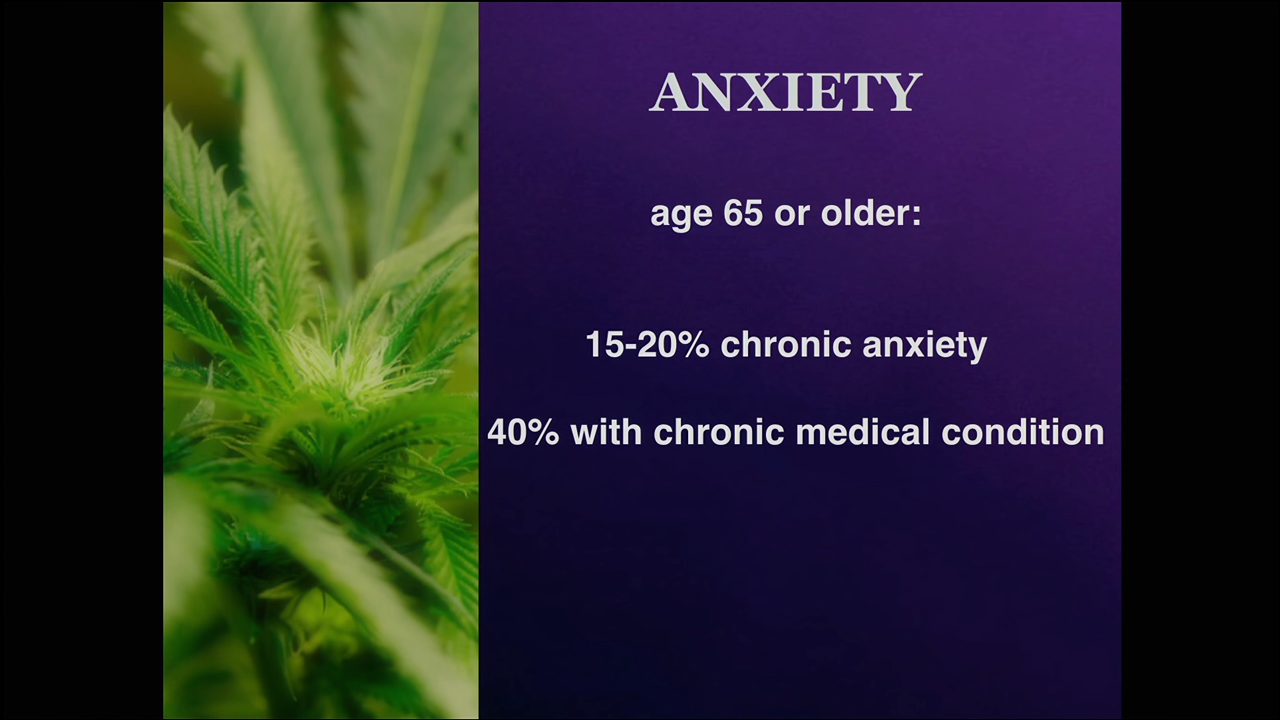 ANXIETY
age 65 or older:
15-20% chronic anxiety
40% with chronic medical condition